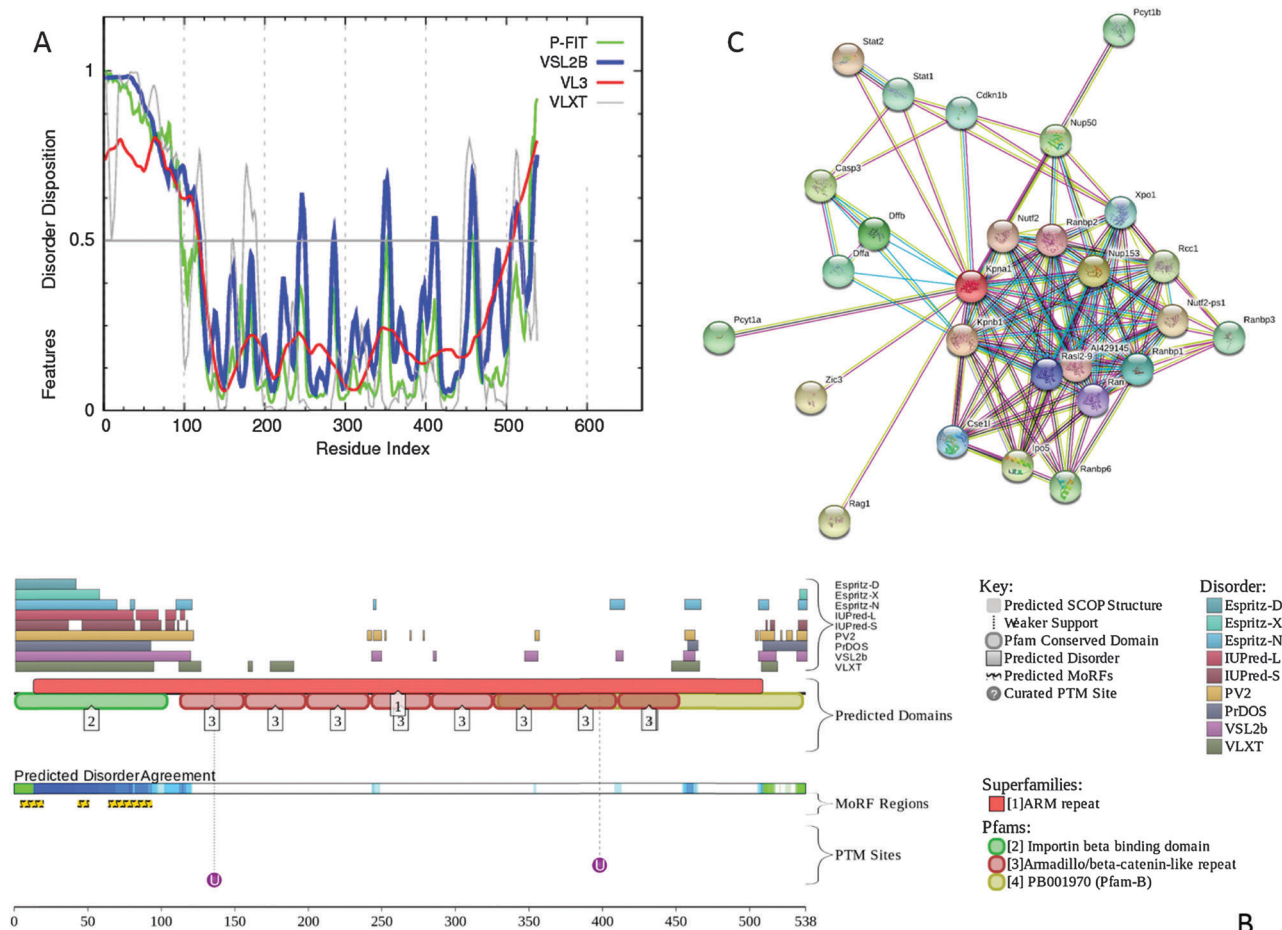 A
P-FIT
VSL2B
VL3
VLXT
Disorder Disposition
Features
1
0.5
0
0 100 200 300 400 500 600
Residue Index
C
Pcyt1b
Stat2
Stat1
Cdkn1b
Nup50
Casp3
Xpo1
Dffb
Nutf2
Ranbp2
Rcc1
Nup153
Dffa
Kpna1
Nutf2-ps1
Pcyt1a
Kpnb1
Ranbp3
AI429145
Rasl2-9
Ranbp1
Zic3
Ran
Cse1l
Ipo5
Ranbp6
Rag1
Espritz-D
Espritz-X
Espritz-N
IUPred-L
IUPred-S
PV2
PrDOS
VSL2b
VLXT
1
2 3 3 3 3 3 3 3 3
Predicted Domains
Predicted Disorder Agreement
MoRF Regions
PTM Sites
U
U
0 50 100 150 200 250 300 350 400 450 500 538
Key:
Predicted SCOP Structure
Weaker Support
Pfam Conserved Domain
Predicted Disorder
Predicted MoRFs
? Curated PTM Site
Disorder:
Espritz-D
Espritz-X
Espritz-N
IUPred-L
IUPred-S
PV2
PrDOS
VSL2b
VLXT
Superfamilies:
[1]ARM repeat
Pfams:
[2] Importin beta binding domain
[3]Armadillo/beta-catenin-like repeat
[4] PB001970 (Pfam-B)
B